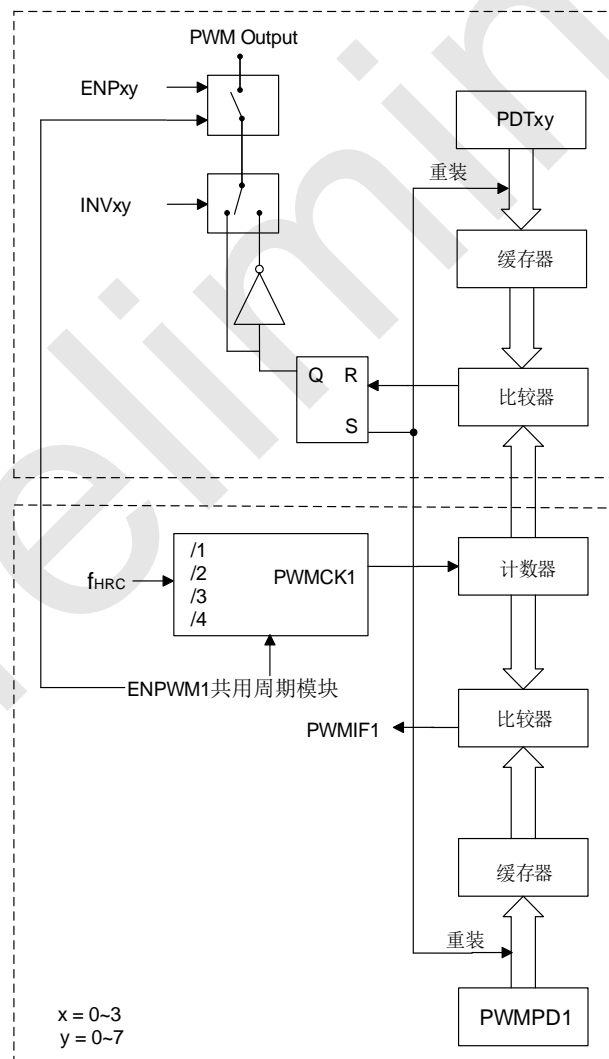 PWM Output
ENPxy
PDTxy
重装
INVxy
缓存器
Q R
S
比较器
/1
/2
/3
/4
fHRC
PWMCK1
计数器
ENPWM1共用周期模块
比较器
PWMIF1
缓存器
重装
PWMPD1
x = 0~3
y = 0~7